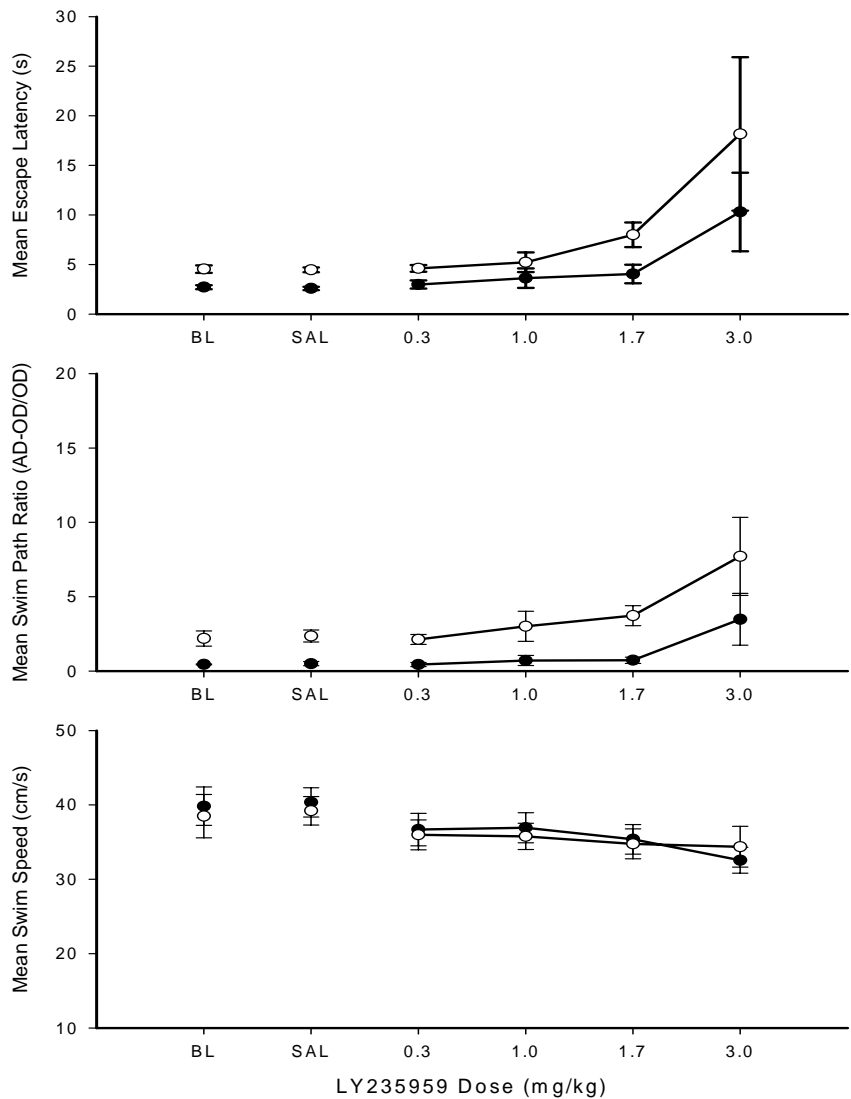 Mean Escape Latency (s)
30
25
20
15
10
5
0
BL SAL 0.3 1.0 1.7 3.0
Mean Swim Path Ratio (AD-OD/OD)
20
15
10
5
0
BL SAL 0.3 1.0 1.7 3.0
Mean Swim Speed (cm/s)
50
40
30
20
10
BL SAL 0.3 1.0 1.7 3.0
LY235959 Dose (mg/kg)